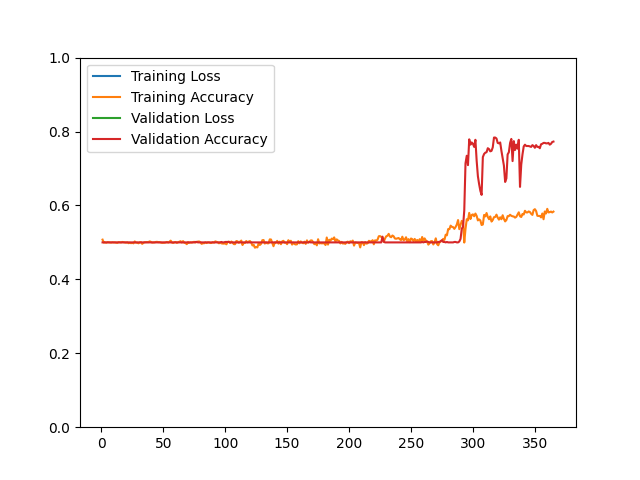 1.0
0.8
0.6
0.4
0.2
0.0
Training Loss
Training Accuracy
Validation Loss
Validation Accuracy
0 50 100 150 200 250 300 350